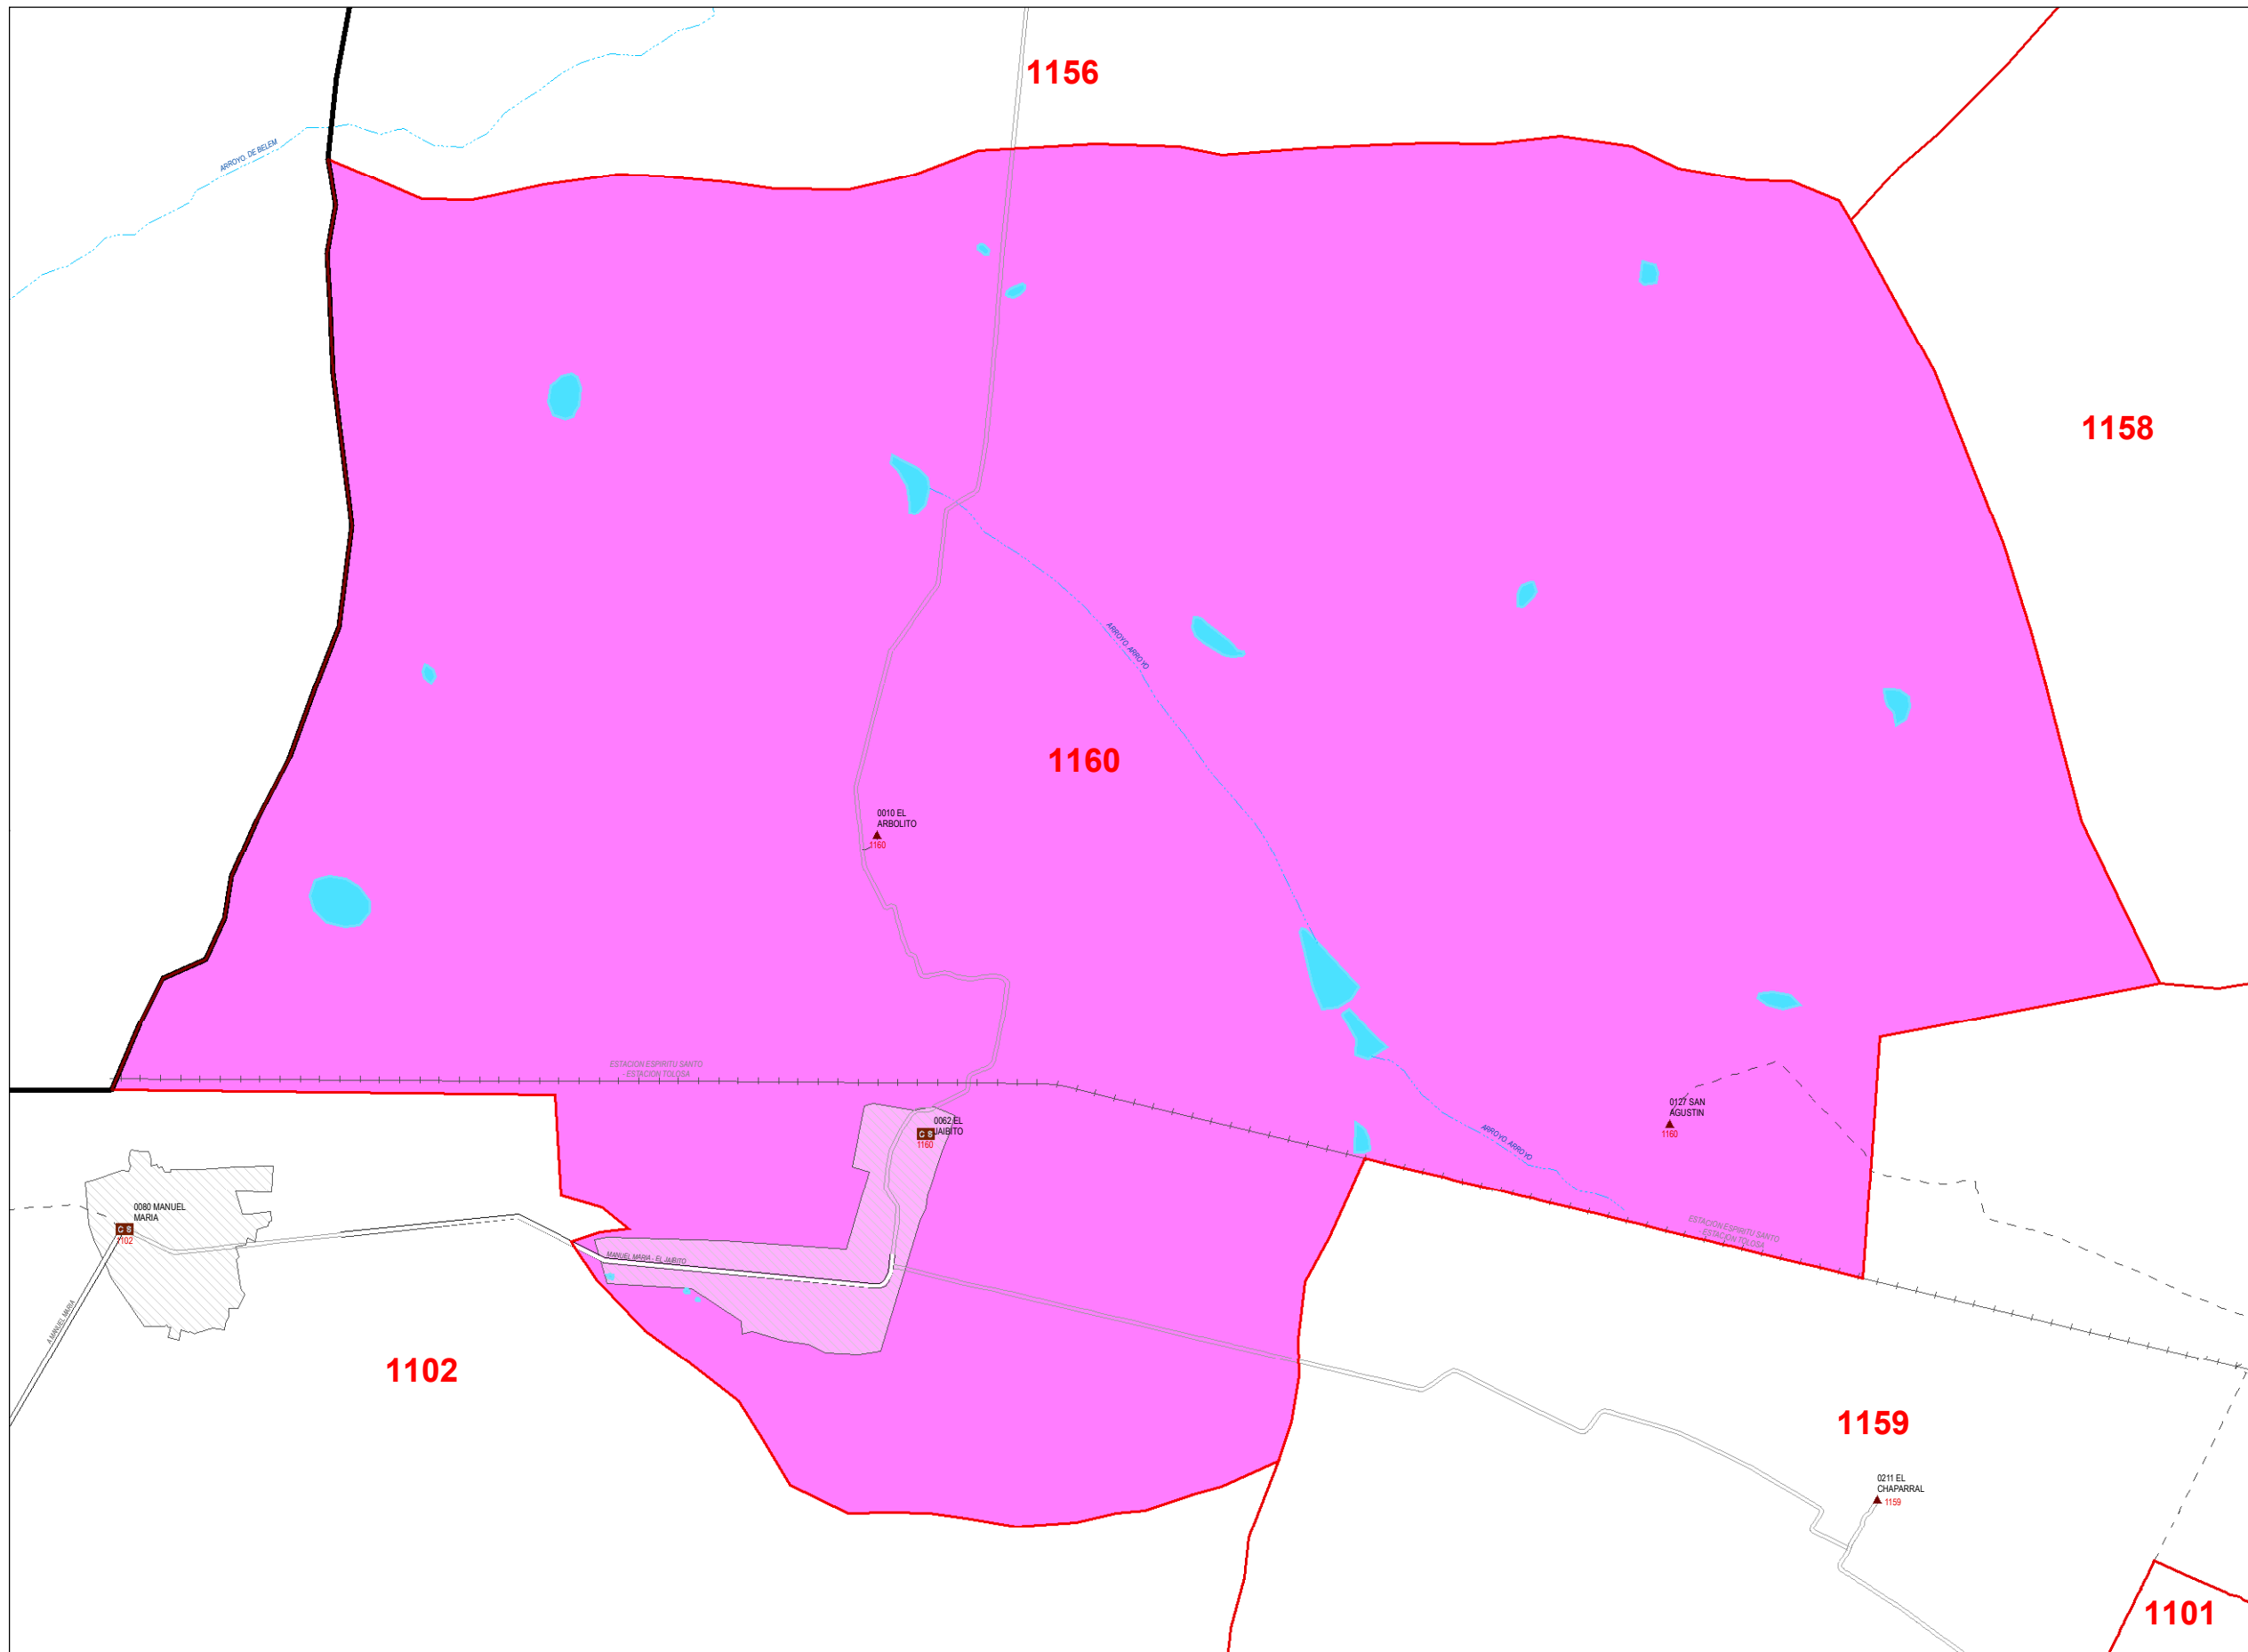 1156
ARROYO DE BELEM
1158
ARROYO ARROYO
1160
0010 EL
ARBOLITO
1160
ESTACION ESPIRITU SANTO
- ESTACION TOLOSA
0127 SAN
AGUSTIN
1160
0062 EL
JAIBITO
C S
1160
ARROYO ARROYO
0080 MANUEL
MARIA
C S
1102
ESTACION ESPIRITU SANTO
- ESTACION TOLOSA
MANUEL MARIA - EL JAIBITO
A MANUEL MARIA
1102
1159
0211 EL
CHAPARRAL
1159
1101